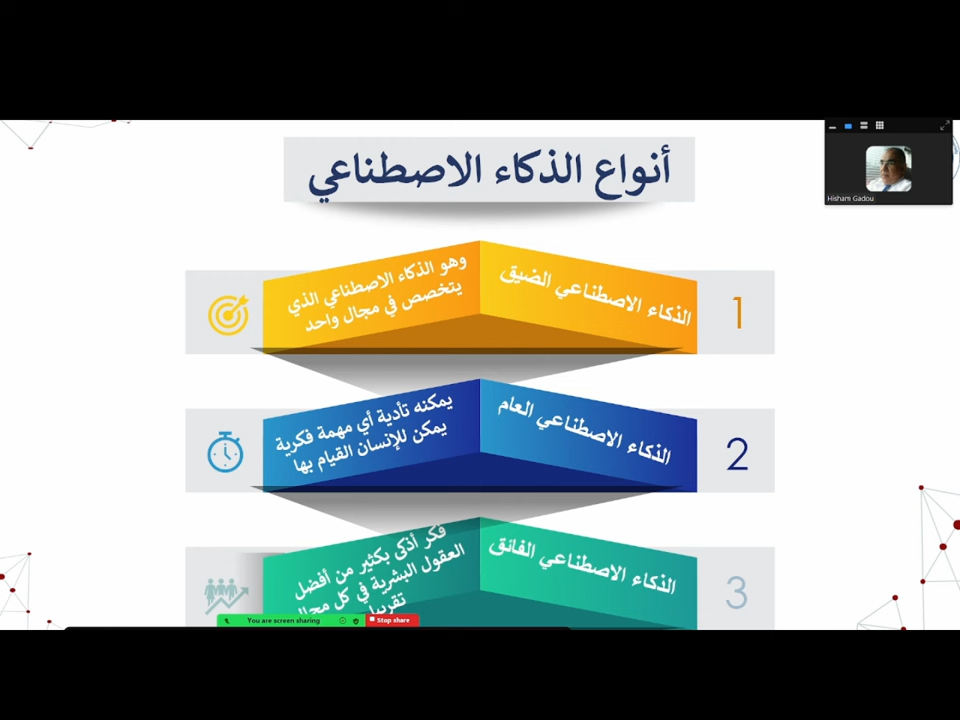 أنواع الذكاء الاصطناعي
Hisham Gadou
1
الذكاء الاصطناعي الضيق
وهو الذكاء الاصطناعي الذي
يتخصص في مجال واحد
2
الذكاء الاصطناعي العام
يمكنه تأدية أي مهمة فكرية
يمكن للإنسان القيام بها
3
الذكاء الاصطناعي الفائق
فكر أذكى بكثير من أفضل
العقول البشرية في كل مجال
تقريبا
You are screen sharing
Stop share